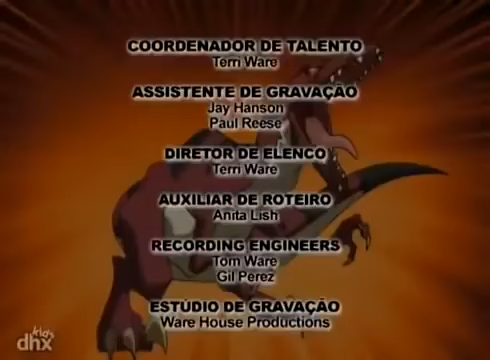 COORDENADOR DE TALENTO
Terri Ware
ASSISTENTE DE GRAVAÇÃO
Jay Hanson
Paul Reese
DIRETOR DE ELENCO
Terri Ware
AUXILIAR DE ROTEIRO
Anita Lish
RECORDING ENGINEERS
Tom Ware
Gil Perez
ESTÚDIO DE GRAVAÇÃO
Ware House Productions
kids
dhx